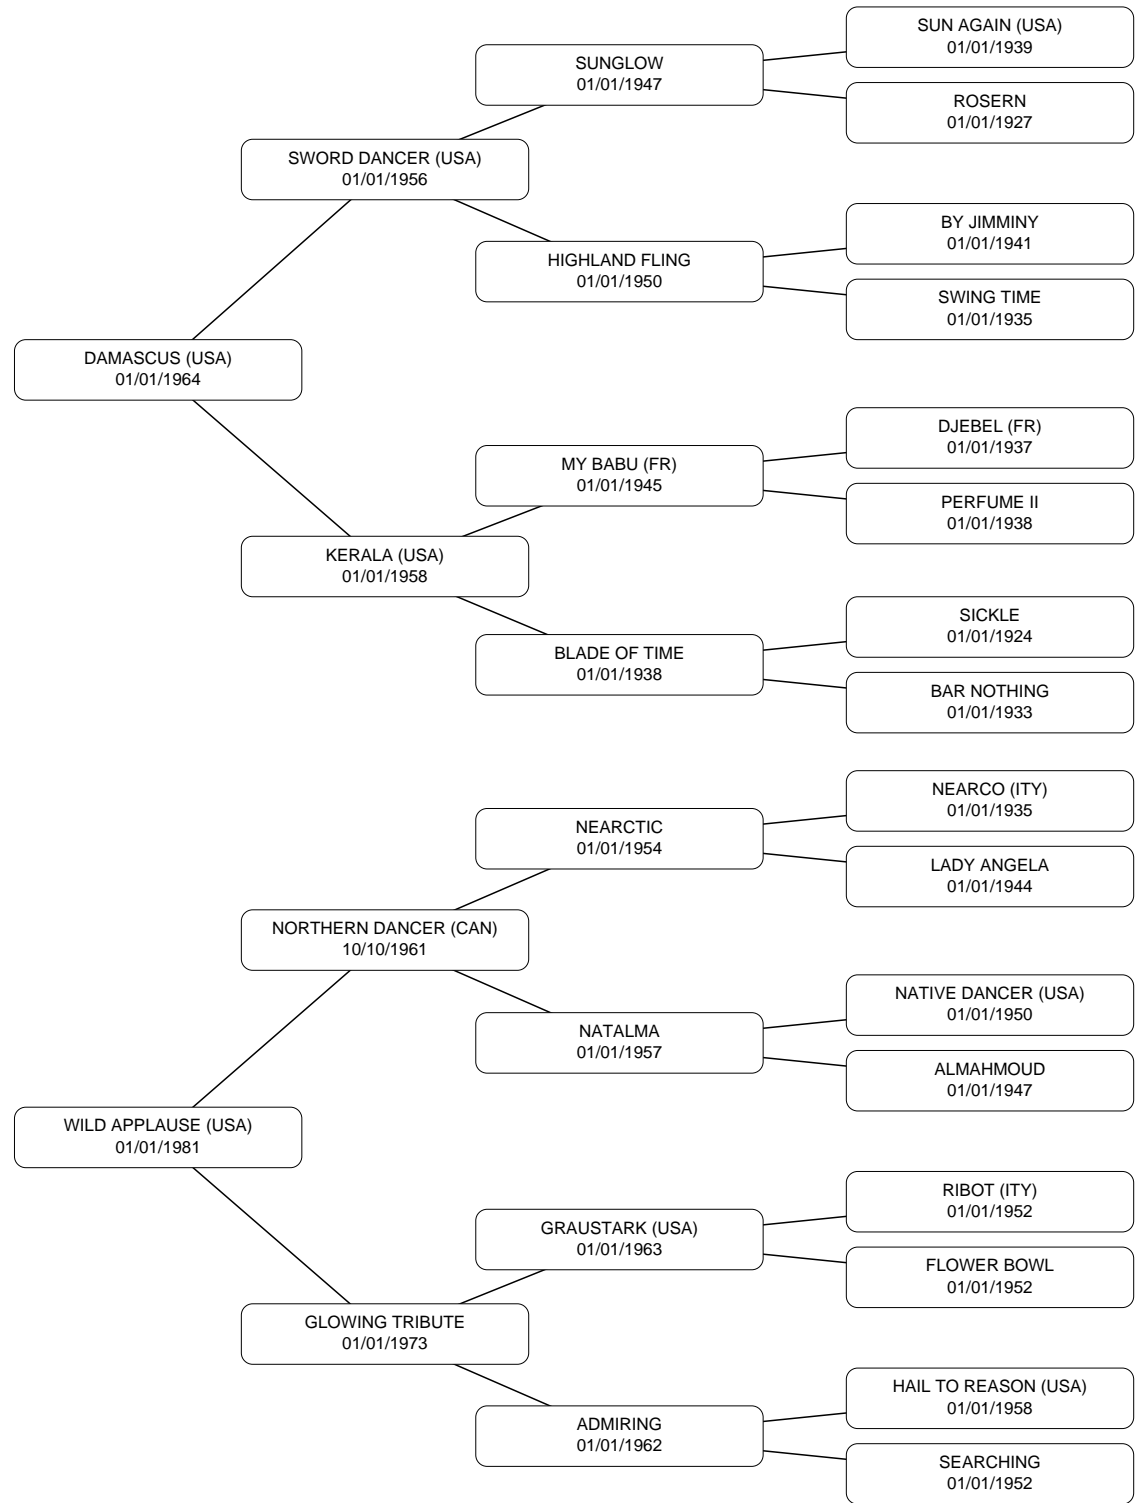 SUN AGAIN (USA)
01/01/1939
SUNGLOW
01/01/1947
ROSERN
01/01/1927
SWORD DANCER (USA)
01/01/1956
BY JIMMINY
01/01/1941
HIGHLAND FLING
01/01/1950
SWING TIME
01/01/1935
DAMASCUS (USA)
01/01/1964
DJEBEL (FR)
01/01/1937
MY BABU (FR)
01/01/1945
PERFUME II
01/01/1938
KERALA (USA)
01/01/1958
SICKLE
01/01/1924
BLADE OF TIME
01/01/1938
BAR NOTHING
01/01/1933
NEARCO (ITY)
01/01/1935
NEARCTIC
01/01/1954
LADY ANGELA
01/01/1944
NORTHERN DANCER (CAN)
10/10/1961
NATIVE DANCER (USA)
01/01/1950
NATALMA
01/01/1957
ALMAHMOUD
01/01/1947
WILD APPLAUSE (USA)
01/01/1981
RIBOT (ITY)
01/01/1952
GRAUSTARK (USA)
01/01/1963
FLOWER BOWL
01/01/1952
GLOWING TRIBUTE
01/01/1973
HAIL TO REASON (USA)
01/01/1958
ADMIRING
01/01/1962
SEARCHING
01/01/1952